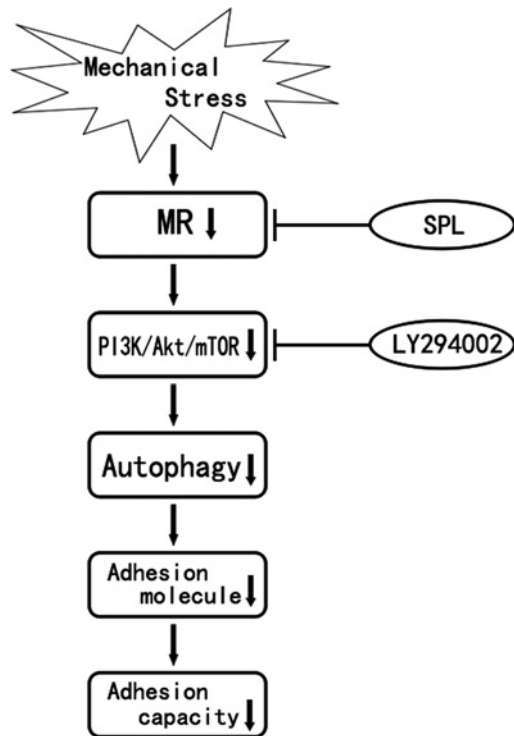 Mechanical
Stress
MR ↓
SPL
PI3K/Akt/mTOR ↓
LY294002
Autophagy ↓
Adhesion
molecule ↓
Adhesion
capacity ↓